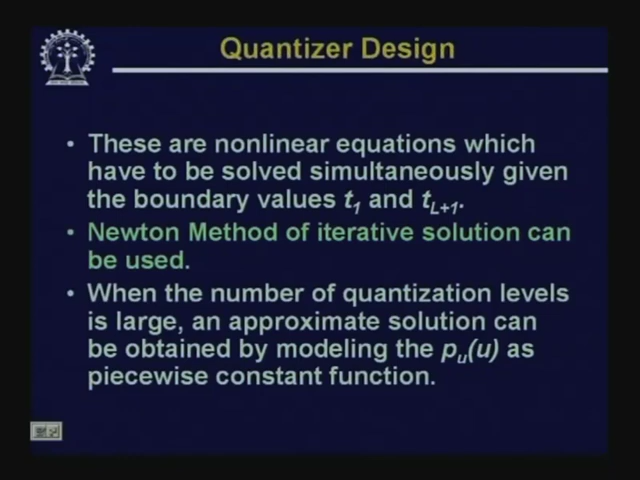 Quantizer Design
• These are nonlinear equations which
have to be solved simultaneously given
the boundary values t1 and tL+1.
• Newton Method of iterative solution can
be used.
• When the number of quantization levels
is large, an approximate solution can
be obtained by modeling the pu(u) as
piecewise constant function.